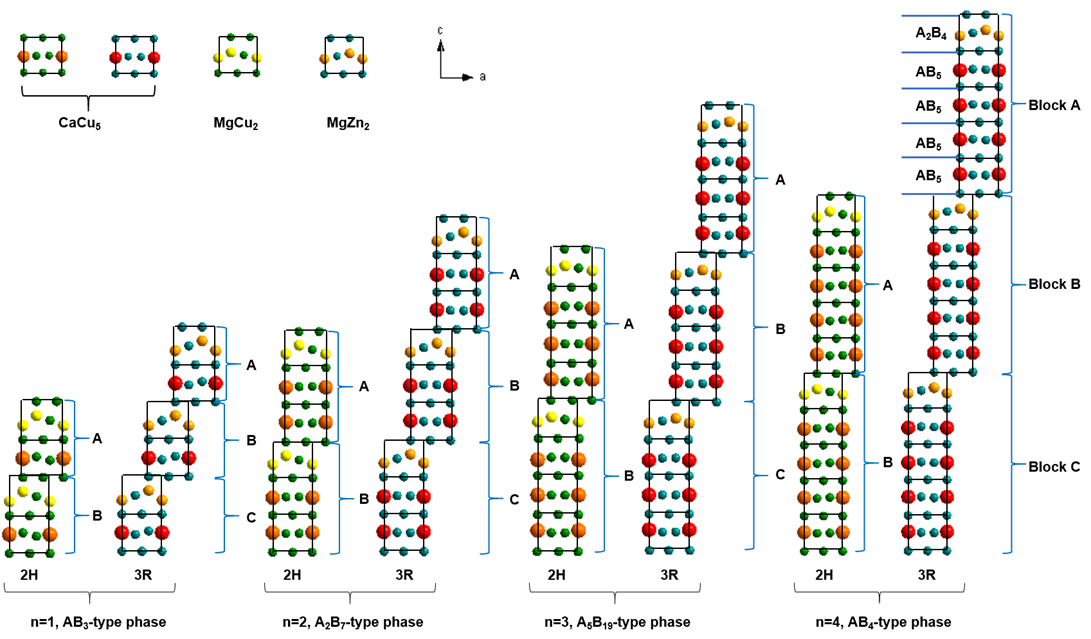 CaCu5
MgCu2
MgZn2
c
a
A2B4
AB5
AB5
AB5
AB5
Block A
Block B
Block C
A
B
A
B
C
A
B
A
B
C
A
B
A
B
C
A
B
2H
3R
2H
3R
2H
3R
2H
3R
n=1, AB3-type phase
n=2, A2B7-type phase
n=3, A5B19-type phase
n=4, AB4-type phase